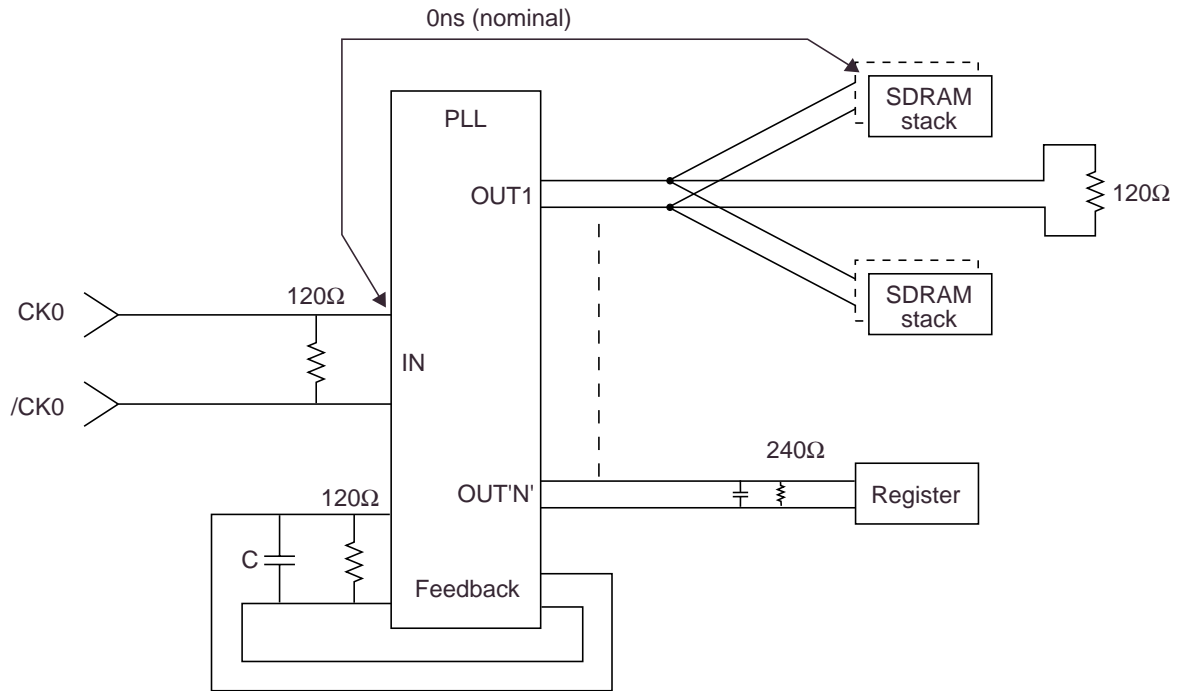 0ns (nominal)
PLL
SDRAM
stack
OUT1
120Ω
SDRAM
stack
120Ω
CK0
IN
/CK0
240Ω
OUT'N'
Register
120Ω
C
Feedback